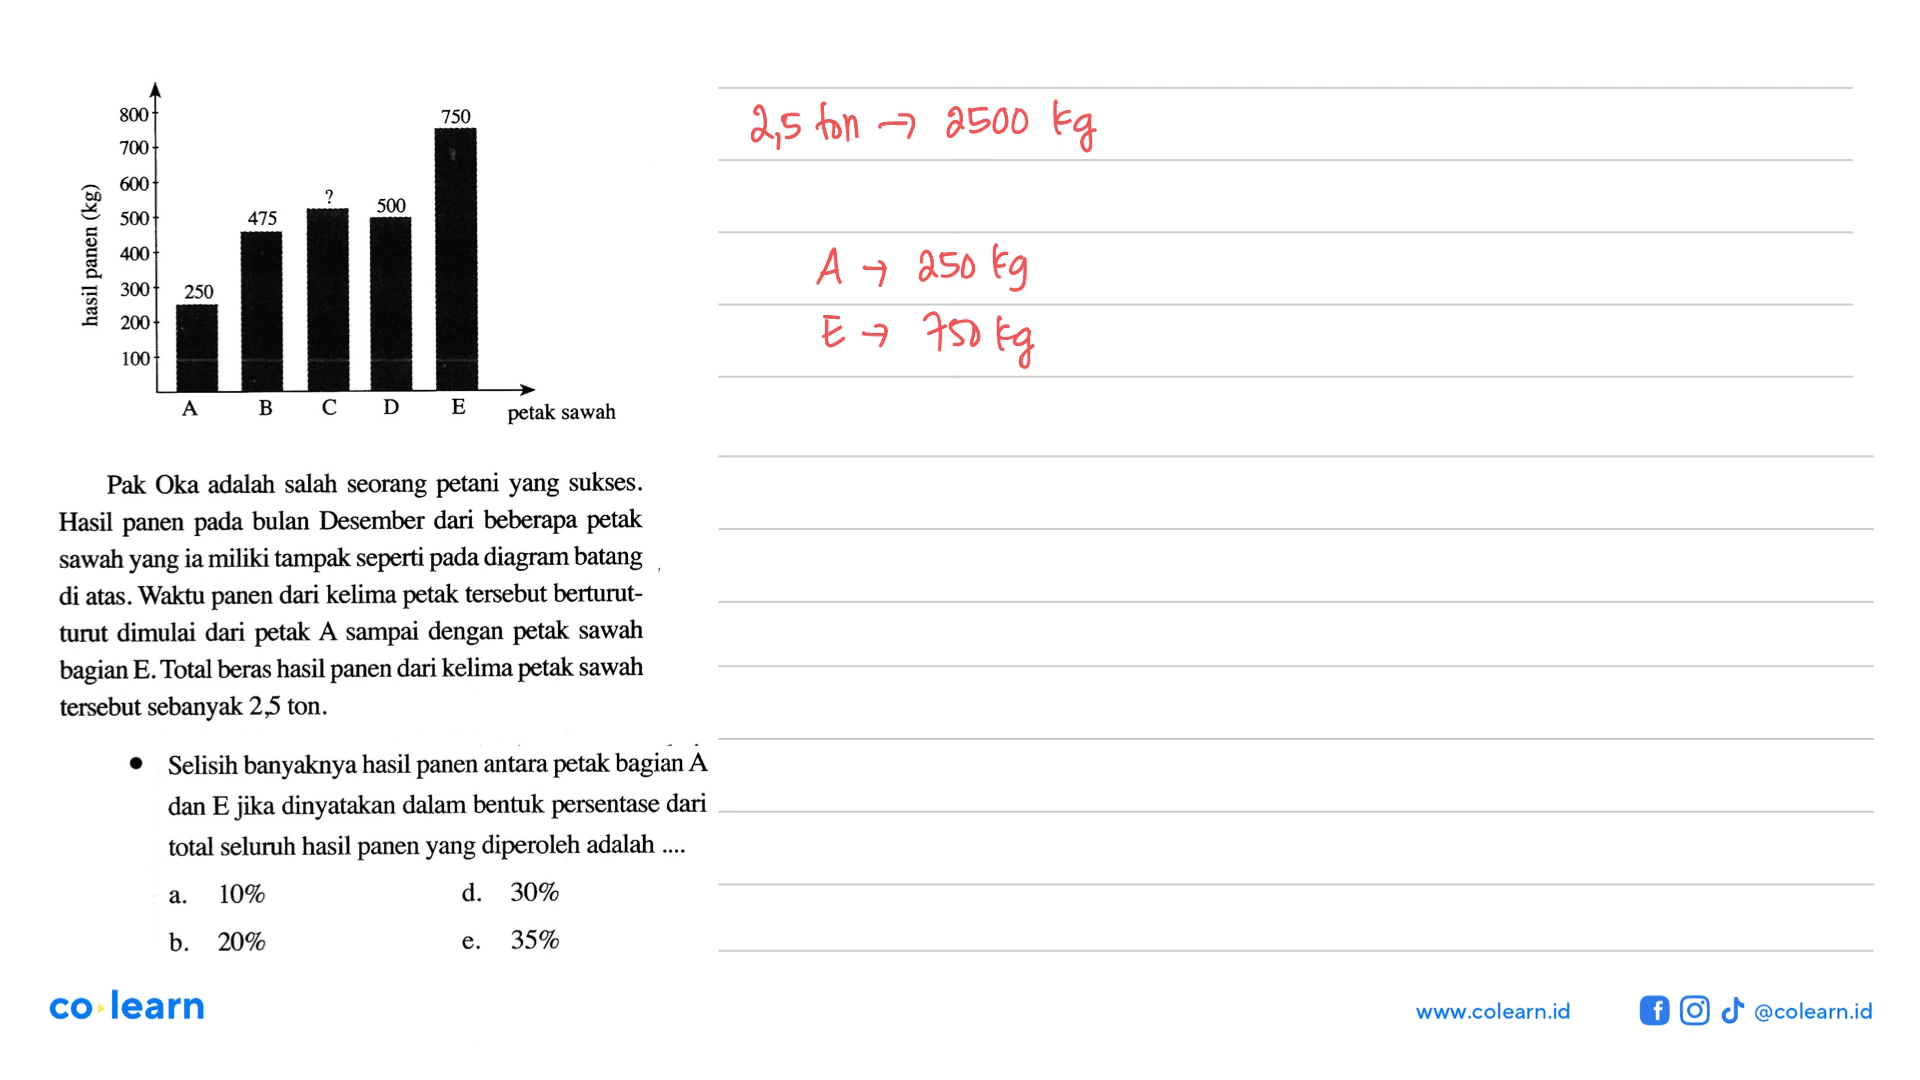 800
700
600
500
400
300
200
100
hasil panen (kg)
250
475
?
500
750
A B C D E
petak sawah
Pak Oka adalah salah seorang petani yang sukses.
Hasil panen pada bulan Desember dari beberapa petak
sawah yang ia miliki tampak seperti pada diagram batang
di atas. Waktu panen dari kelima petak tersebut berturut-
turut dimulai dari petak A sampai dengan petak sawah
bagian E. Total beras hasil panen dari kelima petak sawah
tersebut sebanyak 2,5 ton.
• Selisih banyaknya hasil panen antara petak bagian A
dan E jika dinyatakan dalam bentuk persentase dari
total seluruh hasil panen yang diperoleh adalah ....
a. 10% d. 30%
b. 20% e. 35%
2,5 ton → 2500 kg
A → 250 kg
E → 750 kg
co learn
www.colearn.id
@colearn.id